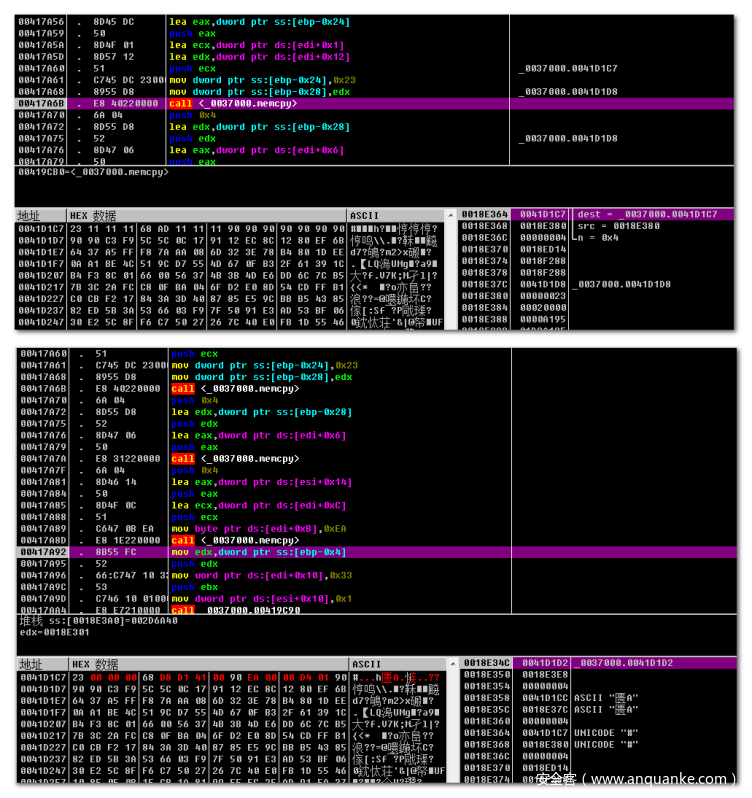 00417A56 . 8D45 DC lea eax,dword ptr ss:[ebp-0x24]
00417A59 . 50 push eax
00417A5A . 8D4F 01 lea ecx,dword ptr ds:[edi+0x1]
00417A5D . 8D57 12 lea edx,dword ptr ds:[edi+0x12]
00417A60 . 51 push ecx _0037000.0041D1C7
00417A61 . C745 DC 23000 mov dword ptr ss:[ebp-0x24],0x23
00417A68 . 8955 D8 mov dword ptr ss:[ebp-0x28],edx _0037000.0041D1D8
00417A6B . E8 40220000 call <_0037000.memcpy>
00417A70 . 6A 04 push 0x4
00417A72 . 8D55 D8 lea edx,dword ptr ss:[ebp-0x28]
00417A75 . 52 push edx _0037000.0041D1D8
00417A76 . 8D47 06 lea eax,dword ptr ds:[edi+0x6]
00417A79 . 50 push eax
00419CB0=<_0037000.memcpy>
地址 HEX 数据 ASCII
0041D1C7 23 11 11 11 68 AD 11 11 11 90 90 90 90 90 90 90
0041D1D7 90 90 C3 F9 5C 5C 0C 17 91 12 EC 8C 12 80 EF 6B
0041D1E7 64 37 A5 FF F8 7A AA 08 6D 32 3E 78 B4 80 1D EE
0041D1F7 0A A1 BE 4C 51 9C D7 55 4D 67 0F B3 2F 61 39 1C
0041D207 B4 F3 8C 01 66 00 56 37 4B 3B 4D E6 DD 6C 7C B5
0041D217 7B 3C 2A FC C8 0F BA 04 6F D2 E0 8D 54 CD FF B1
0041D227 C0 CB F2 17 84 3A 3D 40 87 85 E5 9C BB B5 43 85
0041D237 82 ED 5B 3A 53 66 03 F9 7F 50 91 E3 AD 53 BF 06
0041D247 30 E2 5C 8F F6 C7 50 27 26 7C 40 E0 FB 1D 55 46
0018E364 0041D1C7 dest = _0037000.0041D1C7
0018E368 0018E380 src = 0018E380
0018E36C 00000004 n = 0x4
0018E370 0018ED14
0018E374 0018F288
0018E378 0018F288
0018E37C 0041D1D8 _0037000.0041D1D8
0018E380 00000023
0018E384 00020000
0018E388 0000A195
00417A60 . 51 push ecx
00417A61 . C745 DC 23000 mov dword ptr ss:[ebp-0x24],0x23
00417A68 . 8955 D8 mov dword ptr ss:[ebp-0x28],edx
00417A6B . E8 40220000 call <_0037000.memcpy>
00417A70 . 6A 04 push 0x4
00417A72 . 8D55 D8 lea edx,dword ptr ss:[ebp-0x28]
00417A75 . 52 push edx
00417A76 . 8D47 06 lea eax,dword ptr ds:[edi+0x6]
00417A79 . 50 push eax
00417A7A . E8 31220000 call <_0037000.memcpy>
00417A7F . 6A 04 push 0x4
00417A81 . 8D46 14 lea eax,dword ptr ds:[esi+0x14]
00417A84 . 50 push eax
00417A85 . 8D4F 0C lea ecx,dword ptr ds:[edi+0xC]
00417A88 . 51 push ecx
00417A89 . C647 0B EA mov byte ptr ds:[edi+0xB],0xEA
00417A8D . E8 1E220000 call <_0037000.memcpy>
00417A92 . 8B55 FC mov edx,dword ptr ss:[ebp-0x4]
00417A95 . 52 push edx
00417A96 . 66:C747 10 33 mov word ptr ds:[edi+0x10],0x33
00417A9C . 53 push ebx
00417A9D . C746 10 0100 mov dword ptr ds:[esi+0x10],0x1
00417AA4 . E8 E7210000 call _0037000.00419C90
堆栈 ss:[0018E3A0]=002D6A40
edx=0018E301
地址 HEX 数据 ASCII
0041D1C7 23 00 00 00 68 D8 D1 41 00 90 EA 00 00 D4 01 90
0041D1D7 90 90 C3 F9 5C 5C 0C 17 91 12 EC 8C 12 80 EF 6B
0041D1E7 64 37 A5 FF F8 7A AA 08 6D 32 3E 78 B4 80 1D EE
0041D1F7 0A A1 BE 4C 51 9C D7 55 4D 67 0F B3 2F 61 39 1C
0041D207 B4 F3 8C 01 66 00 56 37 4B 3B 4D E6 DD 6C 7C B5
0041D217 7B 3C 2A FC C8 0F BA 04 6F D2 E0 8D 54 CD FF B1
0041D227 C0 CB F2 17 84 3A 3D 40 87 85 E5 9C BB B5 43 85
0041D237 82 ED 5B 3A 53 66 03 F9 7F 50 91 E3 AD 53 BF 06
0041D247 30 E2 5C 8F F6 C7 50 27 26 7C 40 E0 FB 1D 55 46
0018E34C 0041D1D2 _0037000.0041D1D2
0018E350 0018E3E8
0018E354 00000004
0018E358 0041D1CC ASCII "匮A"
0018E35C 0018E37C ASCII "匮A"
0018E360 00000004
0018E364 0041D1C7 UNICODE "#"
0018E368 0018E380 UNICODE "#"
0018E36C 00000004
0018E370 0018ED14
安全客（www.anquanke.com）